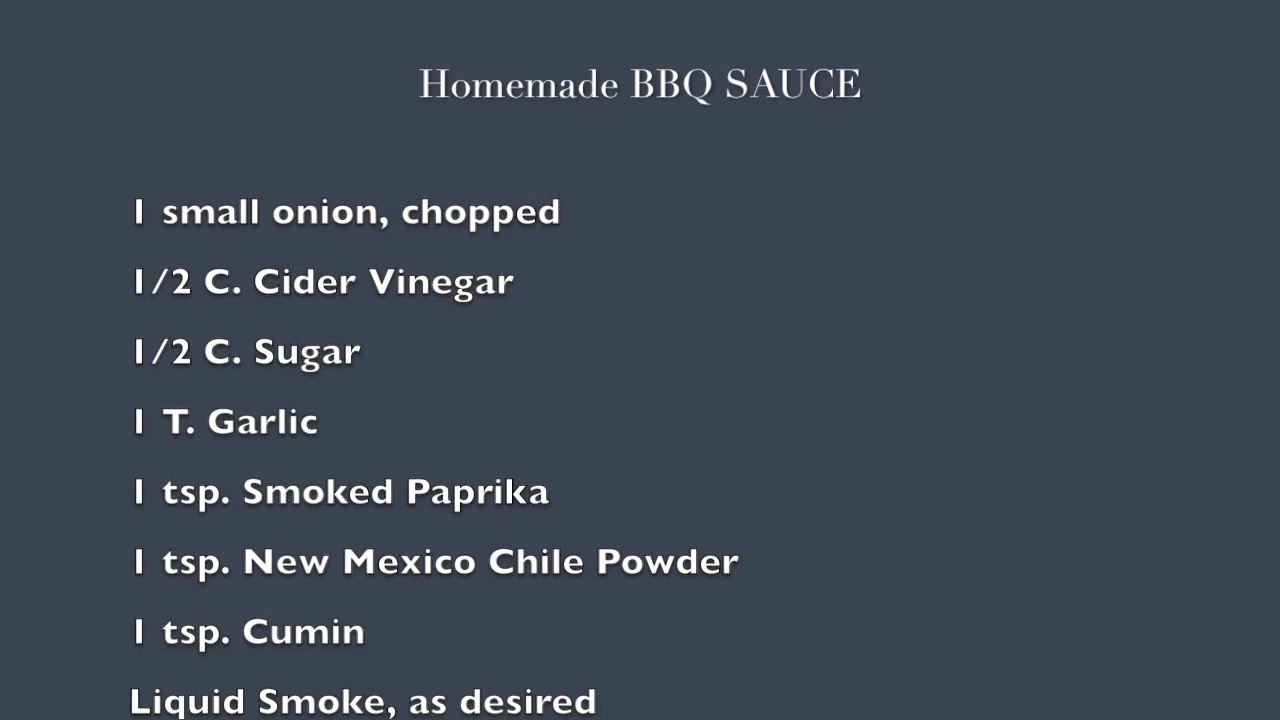 Homemade BBQ SAUCE
1 small onion, chopped
1/2 C. Cider Vinegar
1/2 C. Sugar
1 T. Garlic
1 tsp. Smoked Paprika
1 tsp. New Mexico Chile Powder
1 tsp. Cumin
Liquid Smoke, as desired